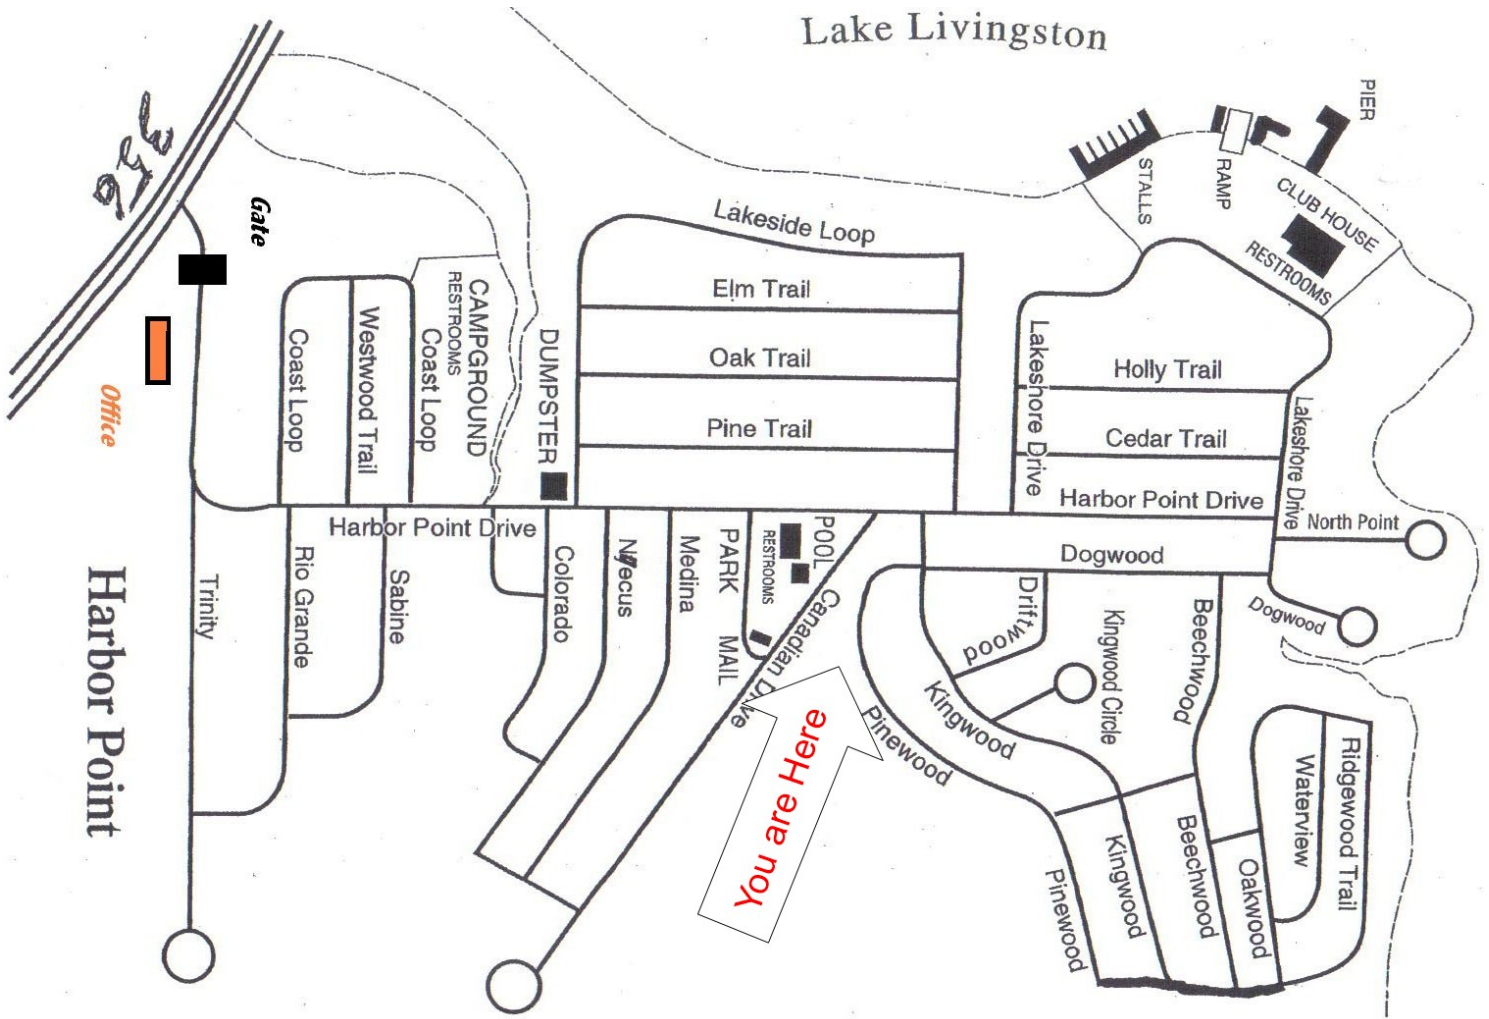 Lake Livingston
356
PIER
STALLS
RAMP
CLUB HOUSE
RESTROOMS
Gate
Office
Lakeside Loop
Elm Trail
Oak Trail
Pine Trail
CAMPGROUND
RESTROOMS
Coast Loop
Westwood Trail
Coast Loop
DUMPSTER
Lakeshore Drive
Holly Trail
Cedar Trail
Harbor Point Drive
Lakeshore Drive
North Point
Harbor Point Drive
Dogwood
Dogwood
Trinity
Rio Grande
Sabine
Colorado
Medina
PARK
RESTROOMS
POOL
MAIL
Canadian Drive
Driftwood
Kingwood Circle
Beechwood
Kingwood
Pinewood
Ridgewood Trail
Waterview
Oakwood
Beechwood
Kingwood
Pinewood
You are Here
Harbor Point